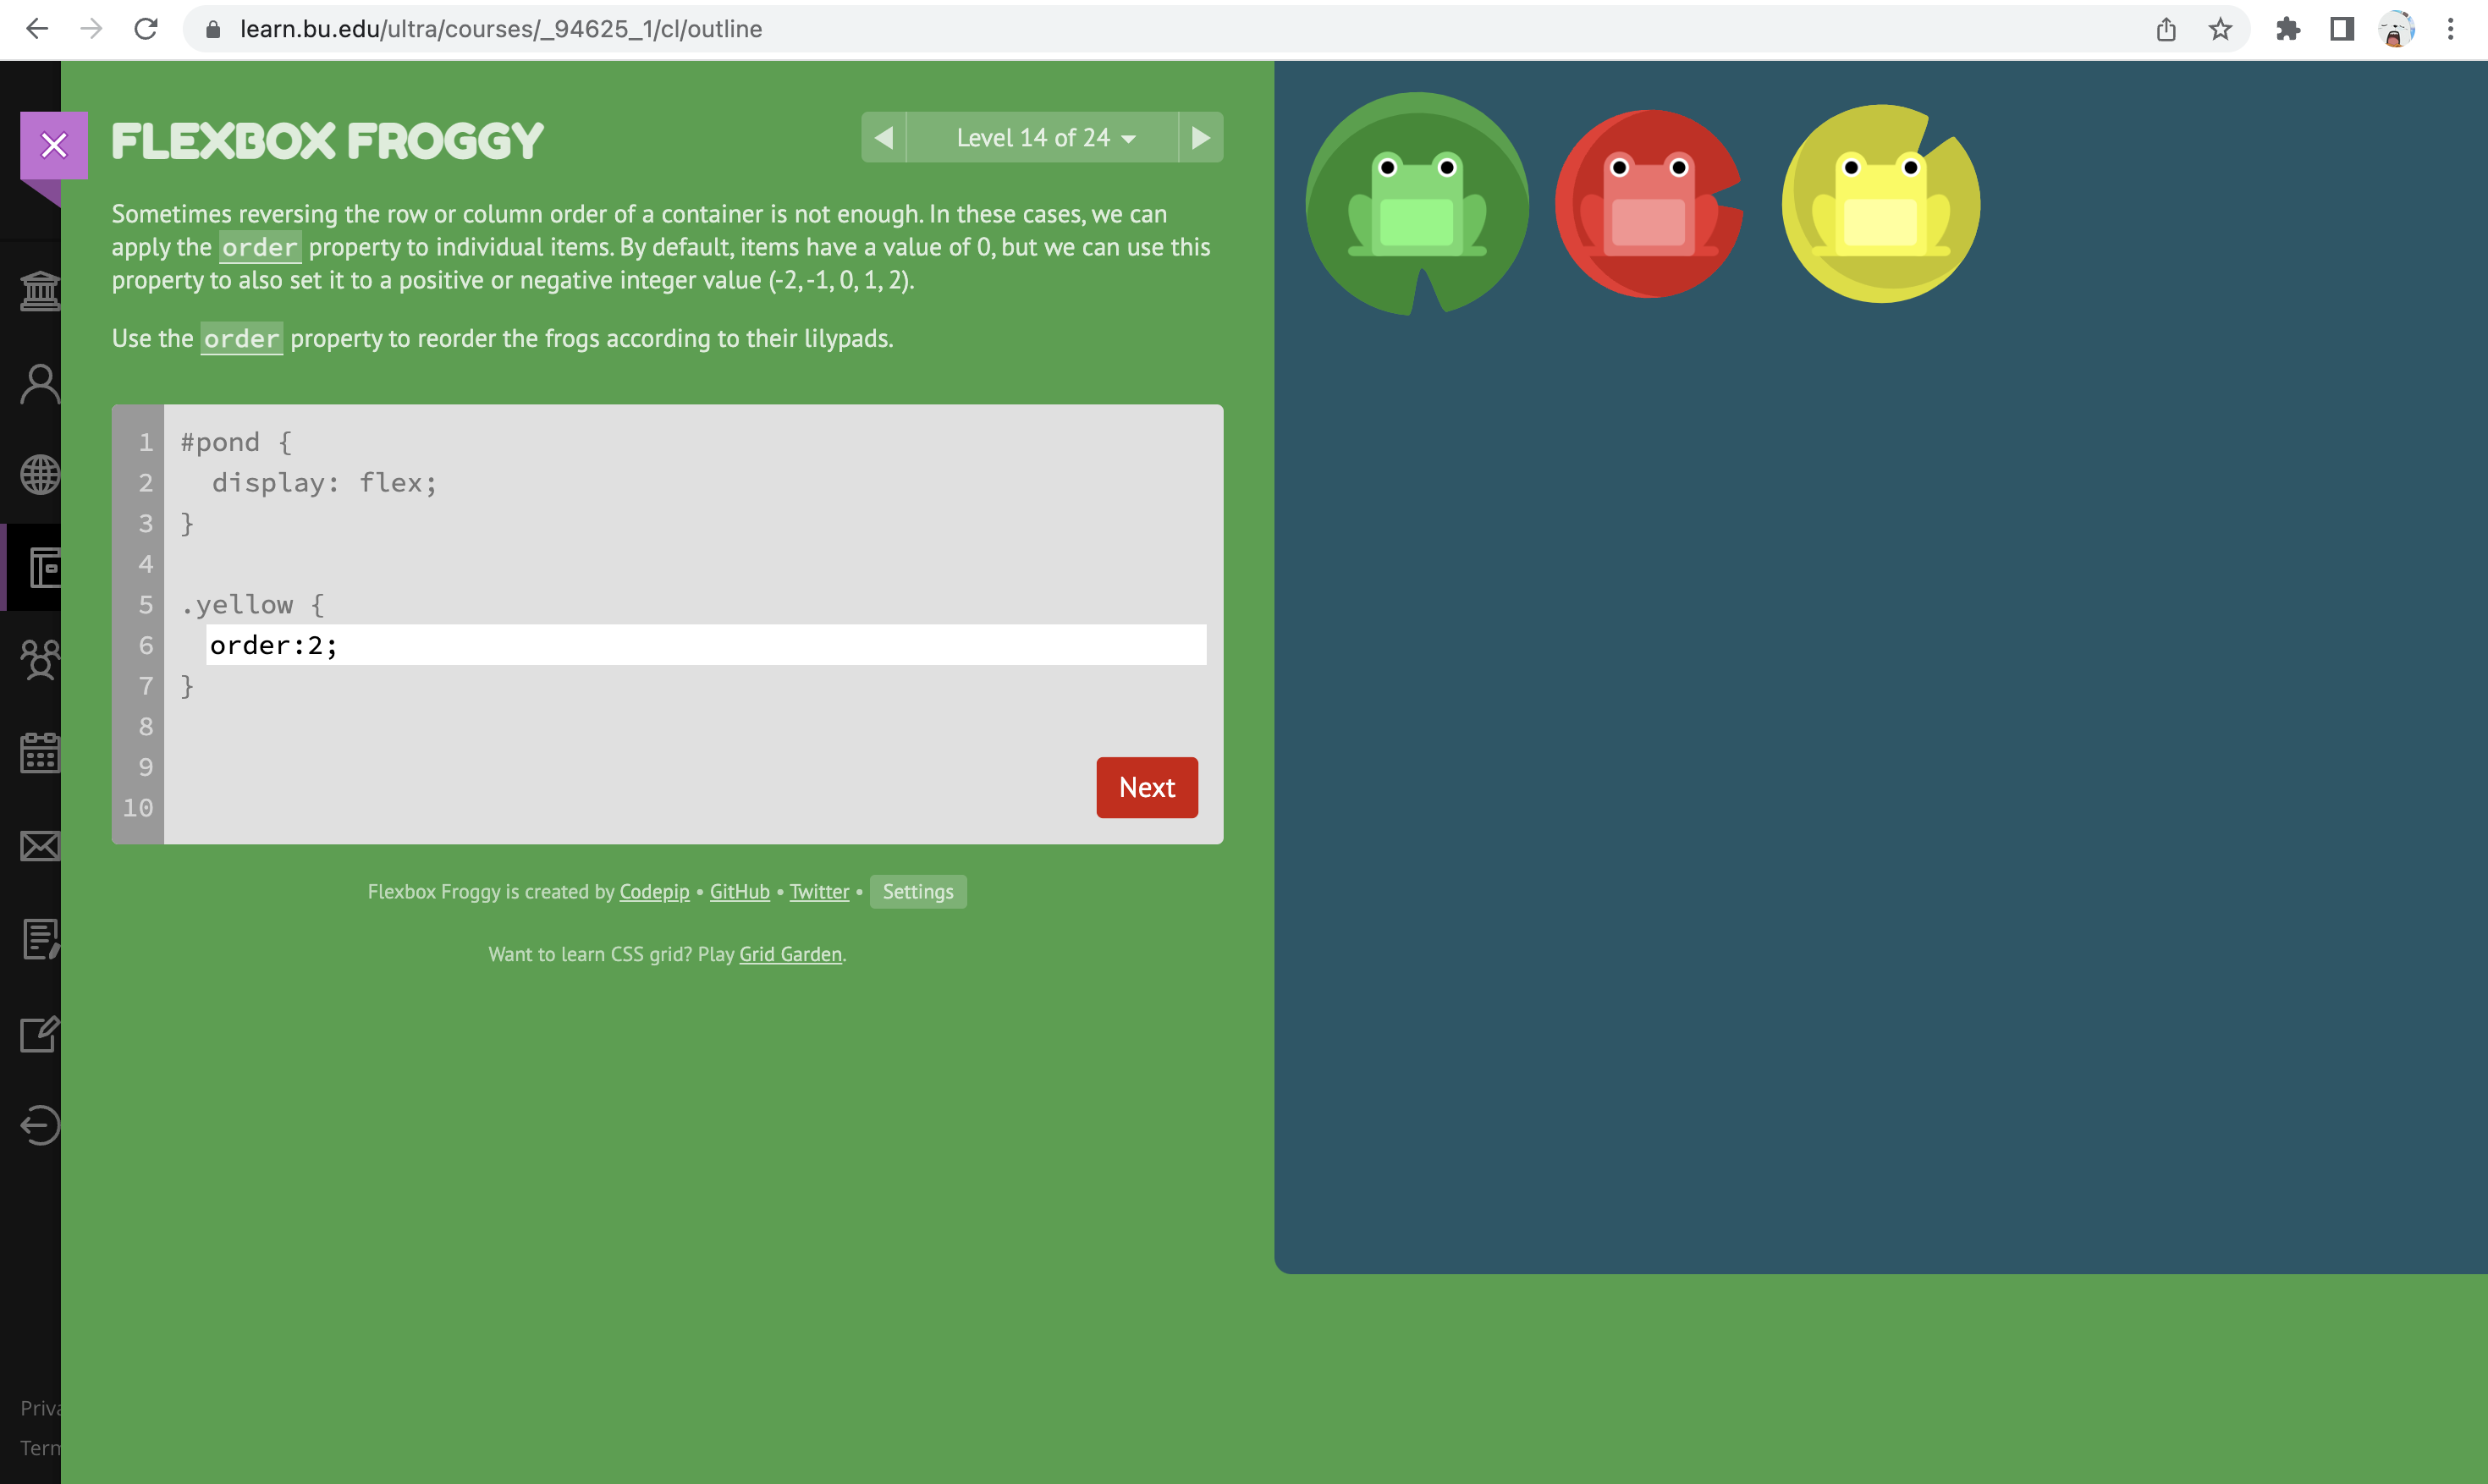 learn.bu.edu/ultra/courses/_94625_1/cl/outline
FLEXBOX FROGGY
Level 14 of 24
Sometimes reversing the row or column order of a container is not enough. In these cases, we can
apply the order property to individual items. By default, items have a value of 0, but we can use this
property to also set it to a positive or negative integer value (-2, -1, 0, 1, 2).
Use the order property to reorder the frogs according to their lilypads.
1 #pond {
2 display: flex;
3 }
4
5 .yellow {
6 order:2;
7 }
8
9
10
Next
Flexbox Froggy is created by Codepip • GitHub • Twitter • Settings
Want to learn CSS grid? Play Grid Garden.
Priva
Term